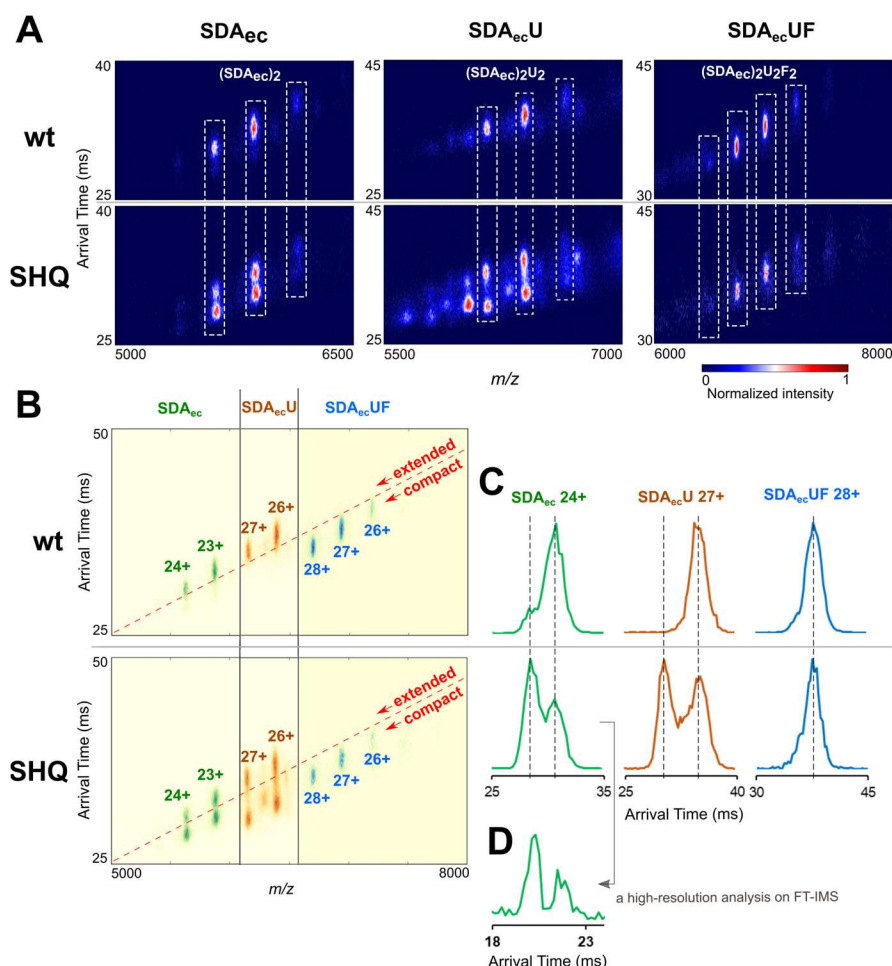 A
SDAec
SDAecU
SDAecUF
40
45
45
(SDAec)2
(SDAec)2U2
(SDAec)2U2F2
wt
Arrival Time (ms)
25
25
30
40
45
45
SHQ
25
25
30
5000
6500
5500
7000
6000
8000
m/z
0
1
Normalized intensity
B
SDAec
SDAecU
SDAecUF
50
extended
compact
wt
Arrival Time (ms)
26+
27+
23+
24+
26+
27+
28+
25
50
extended
compact
SHQ
Arrival Time (ms)
26+
27+
23+
24+
26+
27+
28+
25
5000
8000
m/z
C
SDAec 24+
SDAecU 27+
SDAecUF 28+
25
35
25
40
30
45
Arrival Time (ms)
D
a high-resolution analysis on FT-IMS
18
23
Arrival Time (ms)